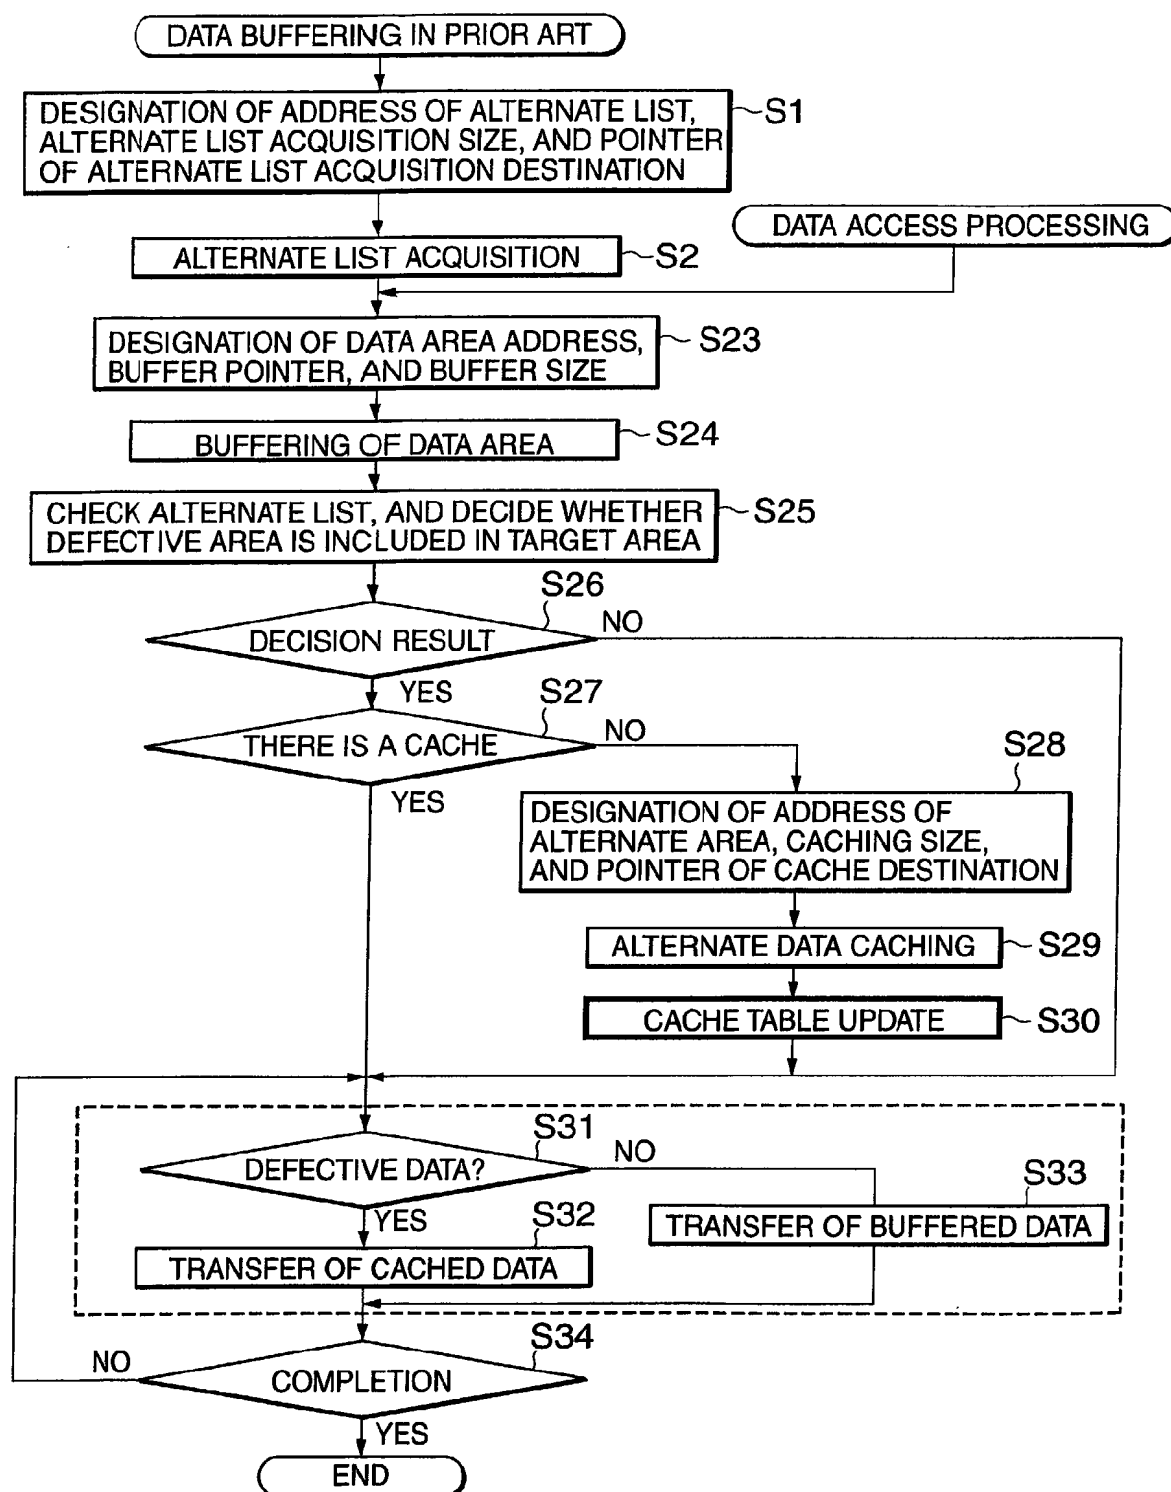 DATA BUFFERING IN PRIOR ART
DESIGNATION OF ADDRESS OF ALTERNATE LIST,
ALTERNATE LIST ACQUISITION SIZE, AND POINTER
OF ALTERNATE LIST ACQUISITION DESTINATION
S1
DATA ACCESS PROCESSING
ALTERNATE LIST ACQUISITION
S2
DESIGNATION OF DATA AREA ADDRESS,
BUFFER POINTER, AND BUFFER SIZE
S23
BUFFERING OF DATA AREA
S24
CHECK ALTERNATE LIST, AND DECIDE WHETHER
DEFECTIVE AREA IS INCLUDED IN TARGET AREA
S25
S26
DECISION RESULT
NO
YES
S27
THERE IS A CACHE
NO
YES
S28
DESIGNATION OF ADDRESS OF
ALTERNATE AREA, CACHING SIZE,
AND POINTER OF CACHE DESTINATION
ALTERNATE DATA CACHING
S29
CACHE TABLE UPDATE
S30
S31
DEFECTIVE DATA?
NO
YES
S33
TRANSFER OF BUFFERED DATA
S32
TRANSFER OF CACHED DATA
S34
NO
COMPLETION
YES
END